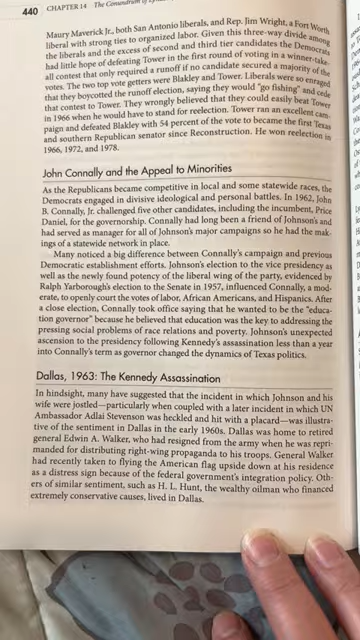 440 CHAPTER 14 The Conundrum of
Maury Maverick Jr., both San Antonio liberals, and Rep. Jim Wright, a Fort Worth
liberal with strong ties to organized labor. Given this three-way divide among
the liberals and the excess of second and third tier candidates the Democrats
had little hope of defeating Tower in the first round of voting in a winner-take-
all contest that only required a runoff if no candidate secured a majority of the
votes. The two top vote getters were Blakley and Tower. Liberals were so enraged
that they boycotted the runoff election, saying they would "go fishing" and cede
that contest to Tower. They wrongly believed that they could easily beat Tower
in 1966 when he would have to stand for reelection. Tower ran an excellent cam-
paign and defeated Blakley with 54 percent of the vote to became the first Texas
and southern Republican senator since Reconstruction. He won reelection in
1966, 1972, and 1978.
John Connally and the Appeal to Minorities
As the Republicans became competitive in local and some statewide races, the
Democrats engaged in divisive ideological and personal battles. In 1962, John
B. Connally, Jr. challenged five other candidates, including the incumbent, Price
Daniel, for the governorship. Connally had long been a friend of Johnson's and
had served as manager for all of Johnson's major campaigns so he had the mak-
ings of a statewide network in place.
Many noticed a big difference between Connally's campaign and previous
Democratic establishment efforts. Johnson's election to the vice presidency as
well as the newly found potency of the liberal wing of the party, evidenced by
Ralph Yarborough's election to the Senate in 1957, influenced Connally, a mod-
erate, to openly court the votes of labor, African Americans, and Hispanics. After
a close election, Connally took office saying that he wanted to be the "educa-
tion governor" because he believed that education was the key to addressing the
pressing social problems of race relations and poverty. Johnson's unexpected
ascension to the presidency following Kennedy's assassination less than a year
into Connally's term as governor changed the dynamics of Texas politics.
Dallas, 1963: The Kennedy Assassination
In hindsight, many have suggested that the incident in which Johnson and his
wife were jostled—particularly when coupled with a later incident in which UN
Ambassador Adlai Stevenson was heckled and hit with a placard—was illustra-
tive of the sentiment in Dallas in the early 1960s. Dallas was home to retired
general Edwin A. Walker, who had resigned from the army when he was repri-
manded for distributing right-wing propaganda to his troops. General Walker
had recently taken to flying the American flag upside down at his residence
as a distress sign because of the federal government's integration policy. Oth-
ers of similar sentiment, such as H. L. Hunt, the wealthy oilman who financed
extremely conservative causes, lived in Dallas.